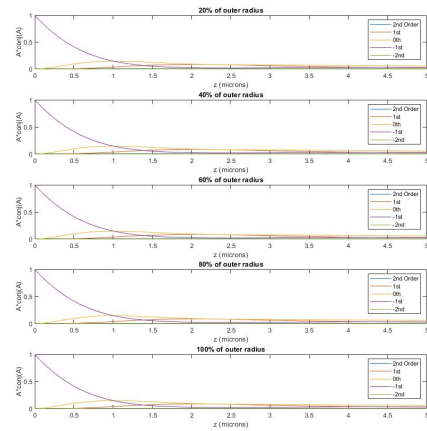 20% of outer radius
1
0.5
0
A*conj(A)
0 0.5 1 1.5 2 2.5 3 3.5 4 4.5 5
z (microns)
2nd Order
1st
0th
-1st
-2nd
40% of outer radius
1
0.5
0
A*conj(A)
0 0.5 1 1.5 2 2.5 3 3.5 4 4.5 5
z (microns)
2nd Order
1st
0th
-1st
-2nd
60% of outer radius
1
0.5
0
A*conj(A)
0 0.5 1 1.5 2 2.5 3 3.5 4 4.5 5
z (microns)
2nd Order
1st
0th
-1st
-2nd
80% of outer radius
1
0.5
0
A*conj(A)
0 0.5 1 1.5 2 2.5 3 3.5 4 4.5 5
z (microns)
2nd Order
1st
0th
-1st
-2nd
100% of outer radius
1
0.5
0
A*conj(A)
0 0.5 1 1.5 2 2.5 3 3.5 4 4.5 5
z (microns)
2nd Order
1st
0th
-1st
-2nd